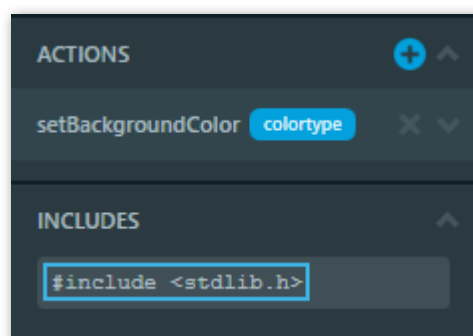 ACTIONS
setBackgroundColor colortype
INCLUDES
#include <stdlib.h>